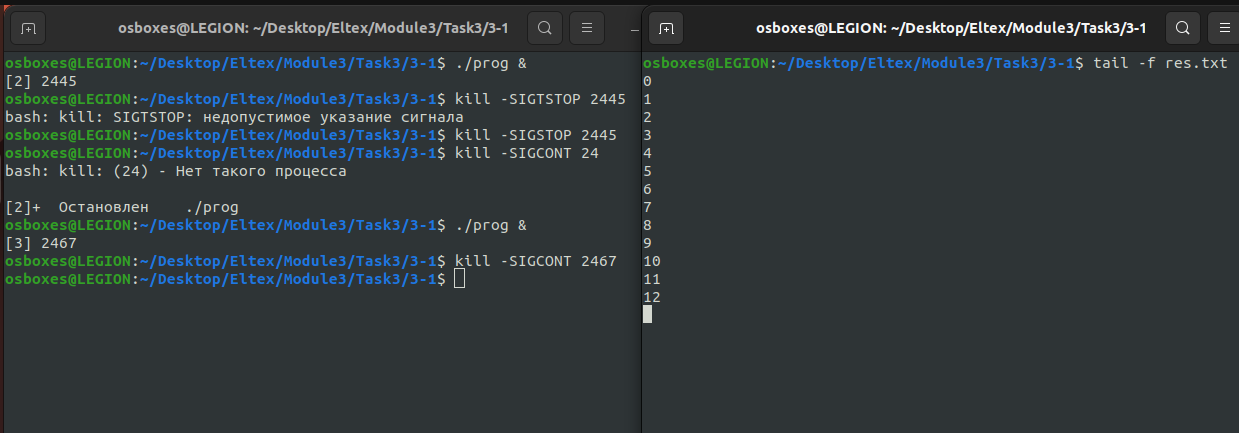 osboxes@LEGION: ~/Desktop/Eltex/Module3/Task3/3-1
osboxes@LEGION:~/Desktop/Eltex/Module3/Task3/3-1$ ./prog &
[2] 2445
osboxes@LEGION:~/Desktop/Eltex/Module3/Task3/3-1$ kill -SIGTSTOP 2445
bash: kill: SIGTSTOP: недопустимое указание сигнала
osboxes@LEGION:~/Desktop/Eltex/Module3/Task3/3-1$ kill -SIGSTOP 2445
osboxes@LEGION:~/Desktop/Eltex/Module3/Task3/3-1$ kill -SIGCONT 24
bash: kill: (24) - Нет такого процесса
[2]+  Остановлен    ./prog
osboxes@LEGION:~/Desktop/Eltex/Module3/Task3/3-1$ ./prog &
[3] 2467
osboxes@LEGION:~/Desktop/Eltex/Module3/Task3/3-1$ kill -SIGCONT 2467
osboxes@LEGION:~/Desktop/Eltex/Module3/Task3/3-1$
osboxes@LEGION: ~/Desktop/Eltex/Module3/Task3/3-1
osboxes@LEGION:~/Desktop/Eltex/Module3/Task3/3-1$ tail -f res.txt
0
1
2
3
4
5
6
7
8
9
10
11
12